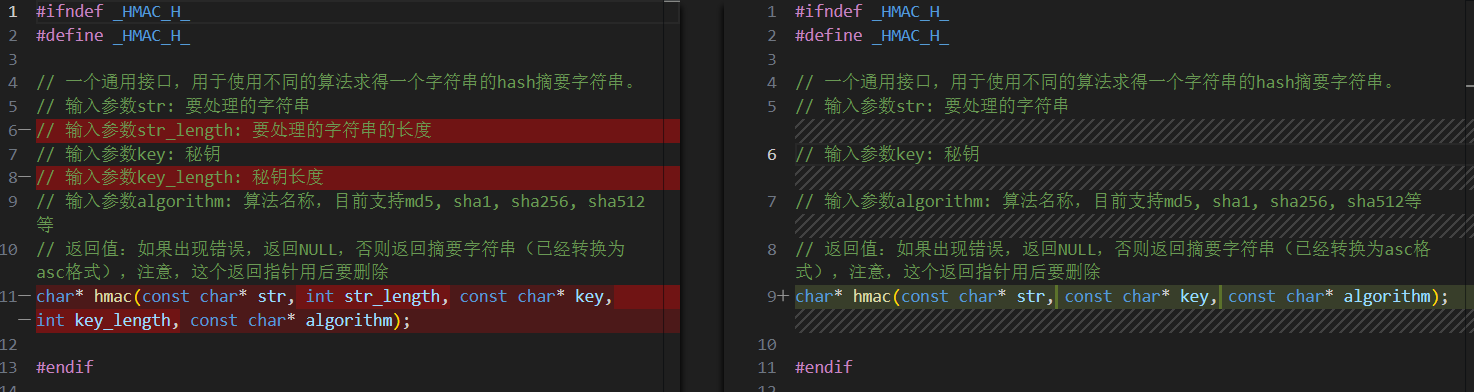 1 #ifndef _HMAC_H_
2 #define _HMAC_H_
3
4 // 一个通用接口，用于使用不同的算法求得一个字符串的hash摘要字符串。
5 // 输入参数str: 要处理的字符串
6— // 输入参数str_length: 要处理的字符串的长度
7 // 输入参数key: 秘钥
8— // 输入参数key_length: 秘钥长度
9 // 输入参数algorithm: 算法名称，目前支持md5, sha1, sha256, sha512
等
10 // 返回值：如果出现错误，返回NULL，否则返回摘要字符串（已经转换为
asc格式），注意，这个返回指针用后要删除
11— char* hmac(const char* str, int str_length, const char* key,
— int key_length, const char* algorithm);
12
13 #endif
14
1 #ifndef _HMAC_H_
2 #define _HMAC_H_
3
4 // 一个通用接口，用于使用不同的算法求得一个字符串的hash摘要字符串。
5 // 输入参数str: 要处理的字符串
6 // 输入参数key: 秘钥
7 // 输入参数algorithm: 算法名称，目前支持md5, sha1, sha256, sha512等
8 // 返回值：如果出现错误，返回NULL，否则返回摘要字符串（已经转换为asc格
式），注意，这个返回指针用后要删除
9+ char* hmac(const char* str, const char* key, const char* algorithm);
10
11 #endif
12